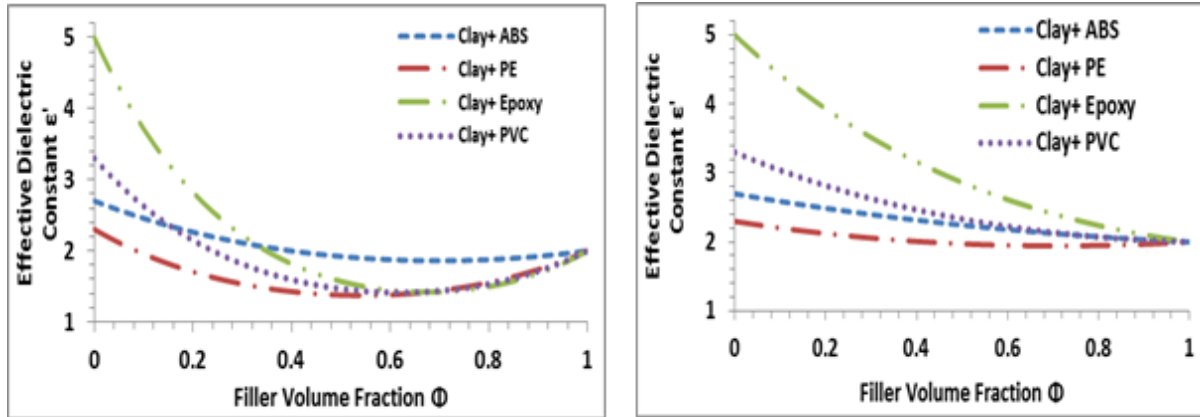 Effective Dielectric
Constant ε'
5
4
3
2
1
0
0.2
0.4
0.6
0.8
1
Filler Volume Fraction Φ
Clay+ ABS
Clay+ PE
Clay+ Epoxy
Clay+ PVC
Effective Dielectric
Constant ε'
5
4
3
2
1
0
0.2
0.4
0.6
0.8
1
Filler Volume Fraction Φ
Clay+ ABS
Clay+ PE
Clay+ Epoxy
Clay+ PVC